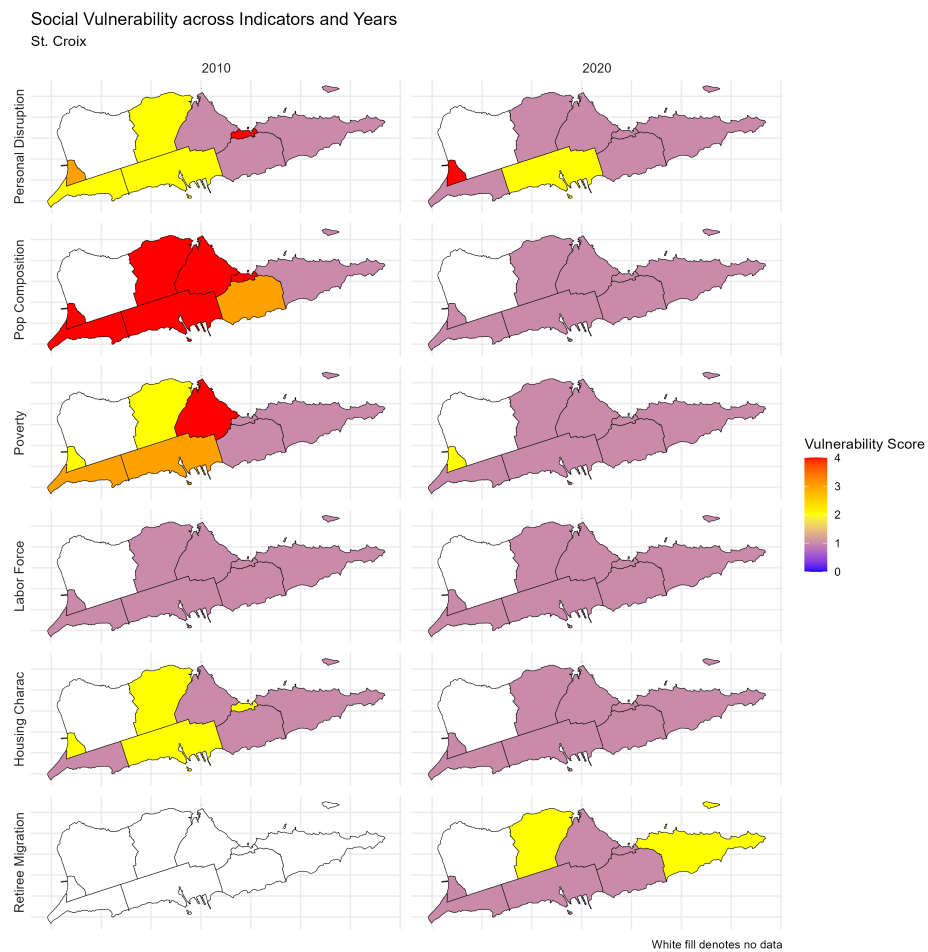 Social Vulnerability across Indicators and Years
St. Croix
2010
2020
Personal Disruption
Pop Composition
Poverty
Labor Force
Housing Charac
Retiree Migration
Vulnerability Score
4
3
2
1
0
White fill denotes no data